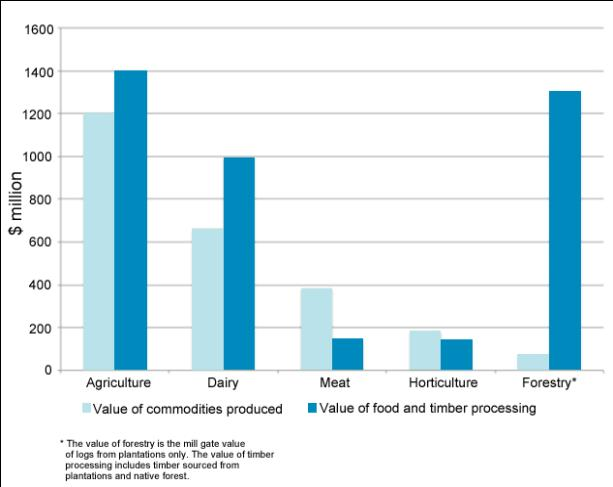 1600
1400
1200
1000
800
600
400
200
0
$ million
Agriculture Dairy Meat Horticulture Forestry*
Value of commodities produced Value of food and timber processing
* The value of forestry is the mill gate value
of logs from plantations only. The value of timber
processing includes timber sourced from
plantations and native forest.